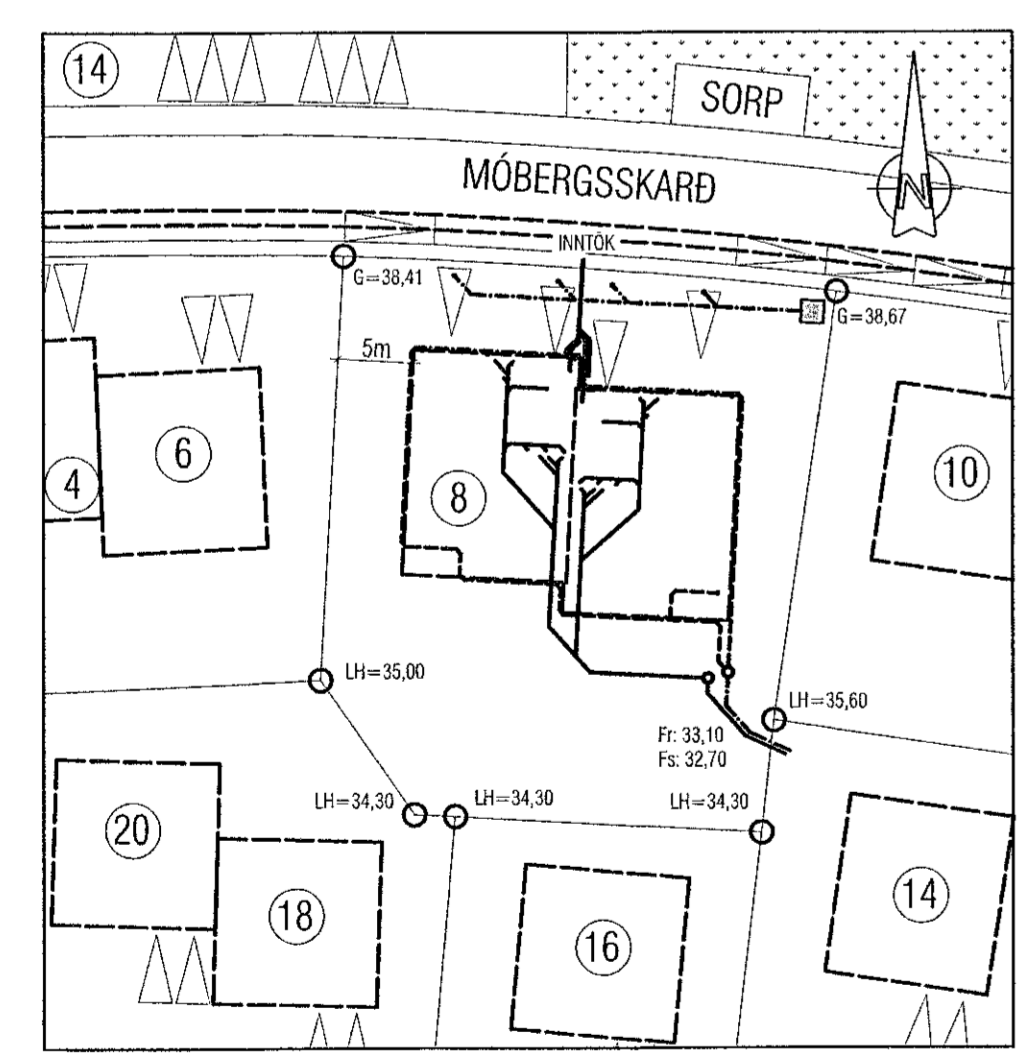 14
SORP
MÓBERGSSKARÐ
N
INNTÖK
G=38,41
G=38,67
5m
6
4
8
10
LH=35,00
LH=35,60
Fr: 33,10
Fs: 32,70
LH=34,30
LH=34,30
LH=34,30
20
18
16
14